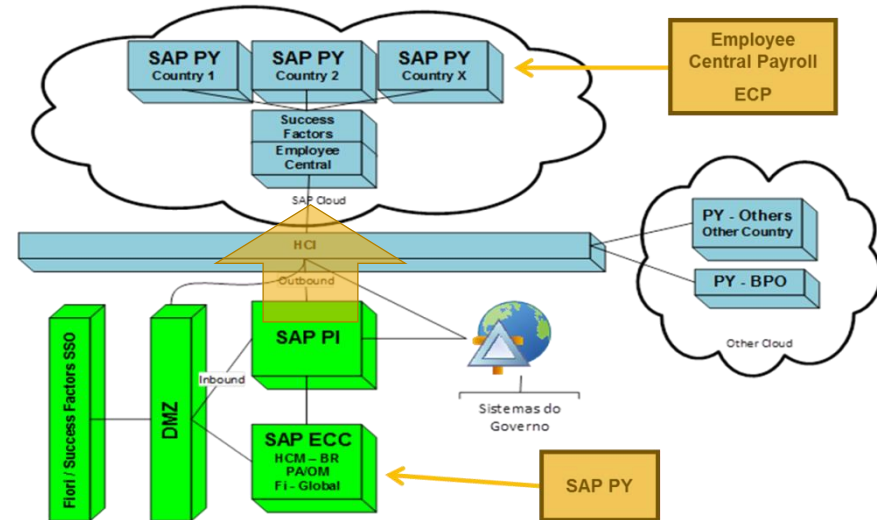 SAP PY
Country 1
SAP PY
Country 2
SAP PY
Country X
Employee
Central Payroll
ECP
Success
Factors
Employee
Central
SAP Cloud
HCI
PY - Others
Other Country
PY - BPO
Other Cloud
Outbound
SAP PI
Inbound
Fiori / Success Factors SSO
DMZ
Sistemas do
Governo
SAP ECC
HCM – BR
PA/OM
Fi - Global
SAP PY